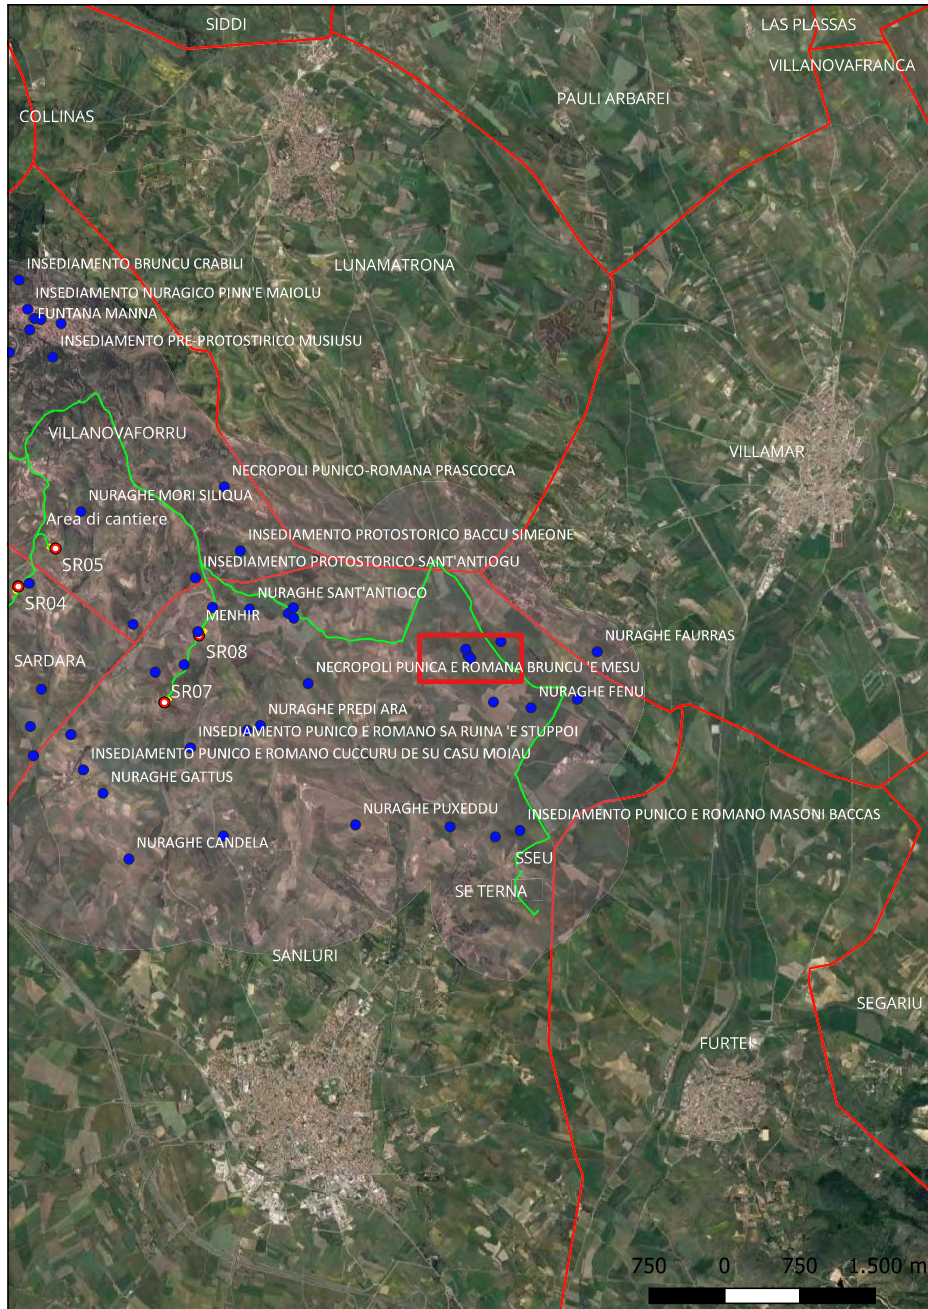 SIDDI
LAS PLASSAS
VILLANOVAFRANCA
PAULI ARBAREI
COLLINAS
INSEDIAMENTO BRUNCU CRABILI
LUNAMATRONA
INSEDIAMENTO NURAGICO PINN'E MAIOLU
FUNTANA MANNA
INSEDIAMENTO PRE-PROTOSTIRICO MUSIUSU
VILLANOVAFORRU
VILLAMAR
NECROPOLI PUNICO-ROMANA PRASCOCCA
NURAGHE MORI SILIQUA
Area di cantiere
INSEDIAMENTO PROTOSTORICO BACCU SIMEONE
SR05
INSEDIAMENTO PROTOSTORICO SANT'ANTIOGU
NURAGHE SANT'ANTIOCO
SR04
MENHIR
NURAGHE FAURRAS
SR08
SARDARA
NECROPOLI PUNICA E ROMANA BRUNCU 'E MESU
SR07
NURAGHE FENU
NURAGHE PREDI ARA
INSEDIAMENTO PUNICO E ROMANO SA RUINA 'E STUPPOI
INSEDIAMENTO PUNICO E ROMANO CUCCURU DE SU CASU MOIAU
NURAGHE GATTUS
NURAGHE PUXEDDU
INSEDIAMENTO PUNICO E ROMANO MASONI BACCAS
NURAGHE CANDELA
SSEU
SE TERNA
SANLURI
SEGARIU
FURTEI
750 0 750 1.500 m